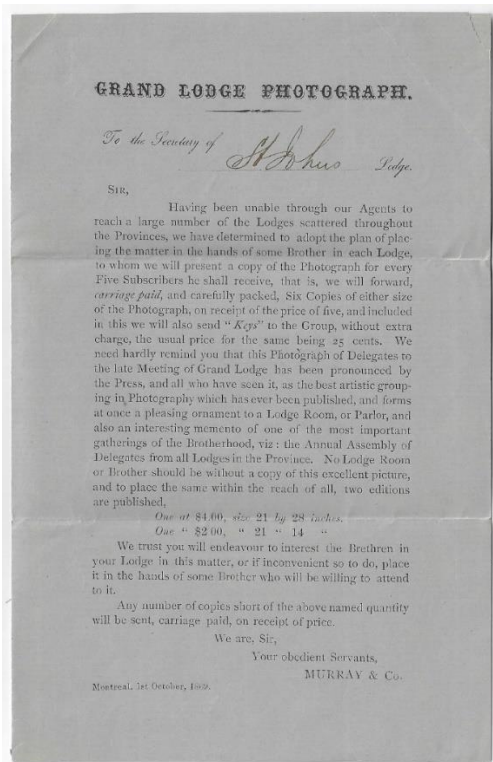 GRAND LODGE PHOTOGRAPH.
To the Secretary of St Johns Lodge.
SIR,
Having been unable through our Agents to
reach a large number of the Lodges scattered throughout
the Provinces, we have determined to adopt the plan of plac-
ing the matter in the hands of some Brother in each Lodge,
to whom we will present a copy of the Photograph for every
Five Subscribers he shall receive, that is, we will forward,
carriage paid, and carefully packed, Six Copies of either size
of the Photograph, on receipt of the price of five, and included
in this we will also send "Keys" to the Group, without extra
charge, the usual price for the same being 25 cents. We
need hardly remind you that this Photograph of Delegates to
the late Meeting of Grand Lodge has been pronounced by
the Press, and all who have seen it, as the best artistic group-
ing in Photography which has ever been published, and forms
at once a pleasing ornament to a Lodge Room, or Parlor, and
also an interesting memento of one of the most important
gatherings of the Brotherhood, viz: the Annual Assembly of
Delegates from all Lodges in the Province. No Lodge Room
or Brother should be without a copy of this excellent picture,
and to place the same within the reach of all, two editions
are published,
One at $4.00, size 21 by 28 inches.
One " $2 00, " 21 " 14 "
We trust you will endeavour to interest the Brethren in
your Lodge in this matter, or if inconvenient so to do, place
it in the hands of some Brother who will be willing to attend
to it.
Any number of copies short of the above named quantity
will be sent, carriage paid, on receipt of price.
We are, Sir,
Your obedient Servants,
MURRAY & Co.
Montreal, 1st October,